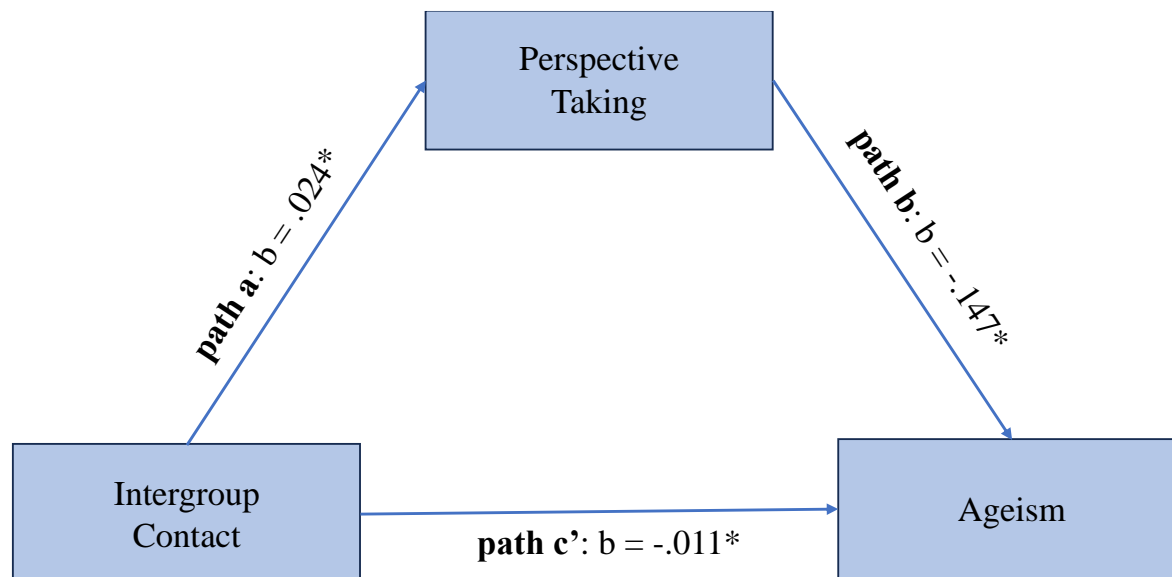 Perspective
Taking
path a: b = .024*
path b: b = -.147*
Intergroup
Contact
Ageism
path c’: b = -.011*